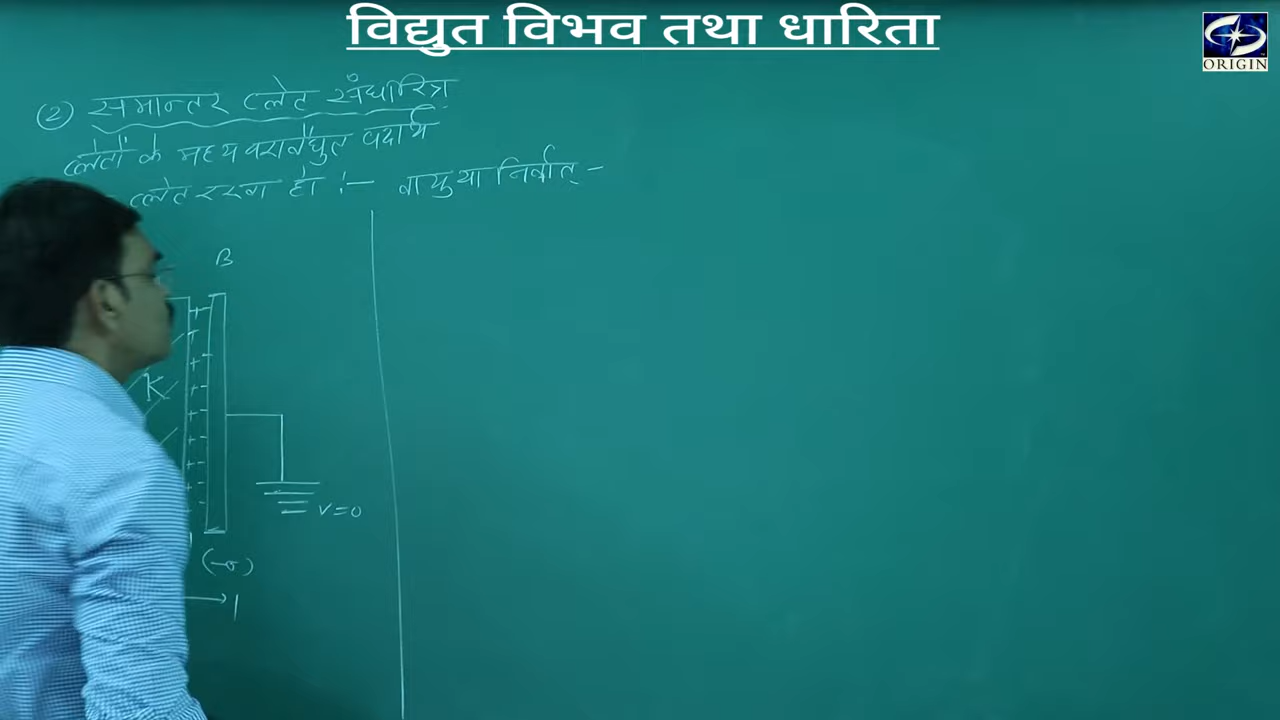 विद्युत विभव तथा धारिता
ORIGIN
(2) समान्तर प्लेट संधारित्र
प्लेटों के मध्य परावैद्युत पदार्थ
प्लेट रखा हो :- वायु या निर्वात् -
B
K
V=0
(-σ)